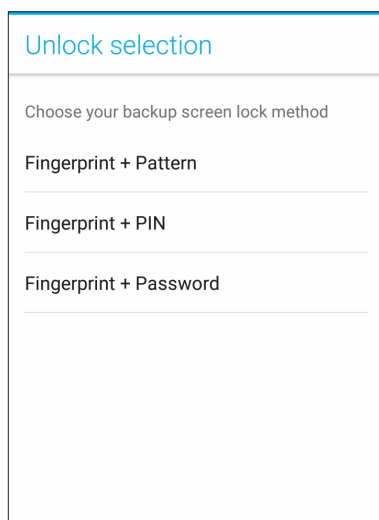 Unlock selection
Choose your backup screen lock method
Fingerprint + Pattern
Fingerprint + PIN
Fingerprint + Password